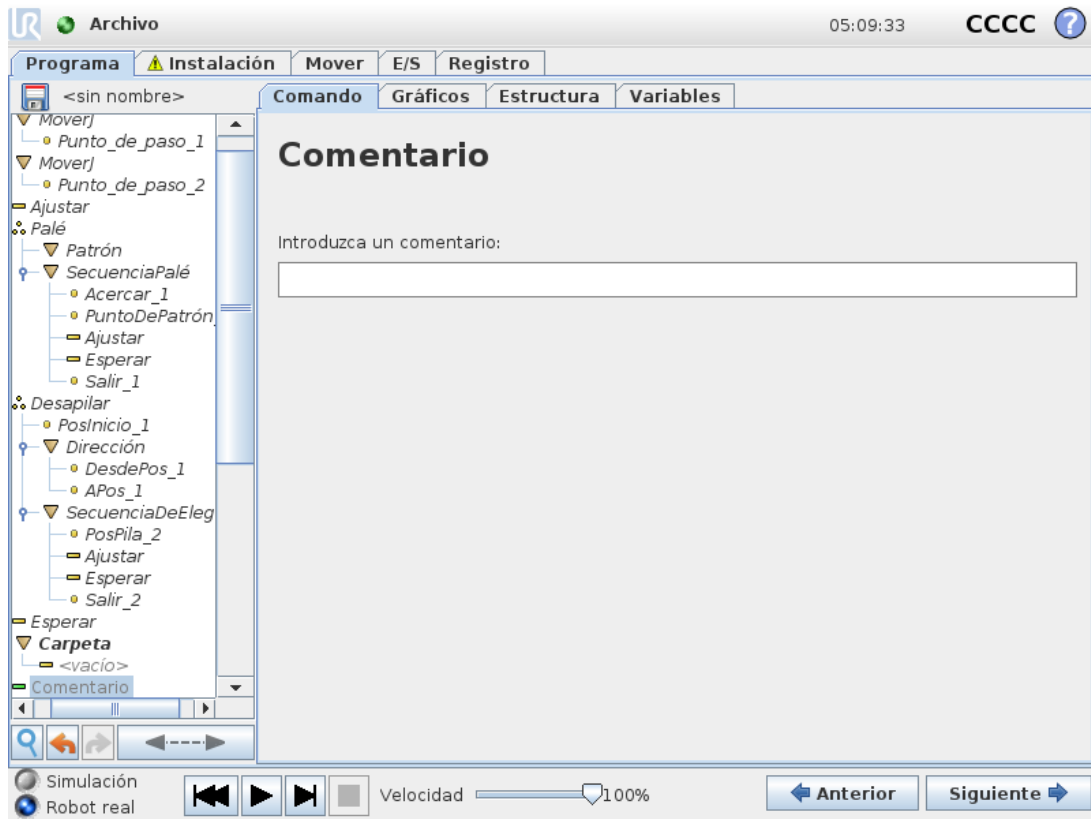 UR Archivo 05:09:33 CCCC ?
Programa Instalación Mover E/S Registro
<sin nombre> Comando Gráficos Estructura Variables
MoverJ
Punto_de_paso_1
MoverJ
Punto_de_paso_2
Ajustar
Palé
Patrón
SecuenciaPalé
Acercar_1
PuntoDePatrón_
Ajustar
Esperar
Salir_1
Desapilar
PosInicio_1
Dirección
DesdePos_1
APos_1
SecuenciaDeEleg
PosPila_2
Ajustar
Esperar
Salir_2
Esperar
Carpeta
<vacío>
Comentario
Comentario
Introduzca un comentario:
Simulación
Robot real
Velocidad 100%
Anterior Siguiente